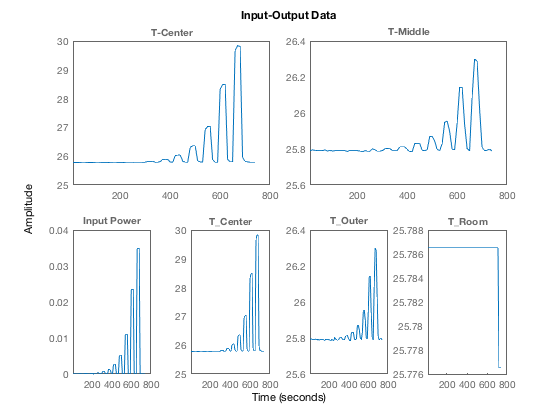 Input-Output Data
T-Center
T-Middle
30
29
28
27
26
25
26.4
26.2
26
25.8
25.6
200 400 600 800
200 400 600 800
Amplitude
Input Power
T_Center
T_Outer
T_Room
0.04
0.03
0.02
0.01
0
30
29
28
27
26
25
26.4
26.2
26
25.8
25.6
25.788
25.786
25.784
25.782
25.78
25.778
25.776
200 400 600 800
200 400 600 800
200 400 600 800
200 400 600 800
Time (seconds)